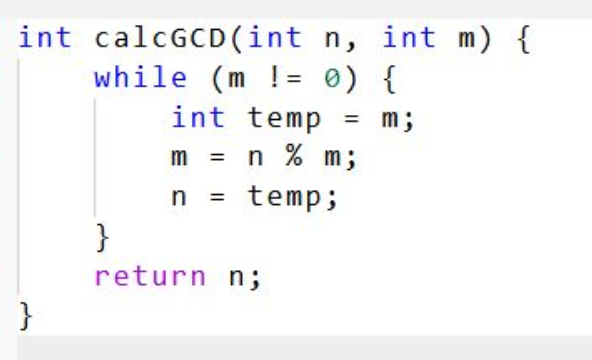 int calcGCD(int n, int m) {
    while (m != 0) {
        int temp = m;
        m = n % m;
        n = temp;
    }
    return n;
}